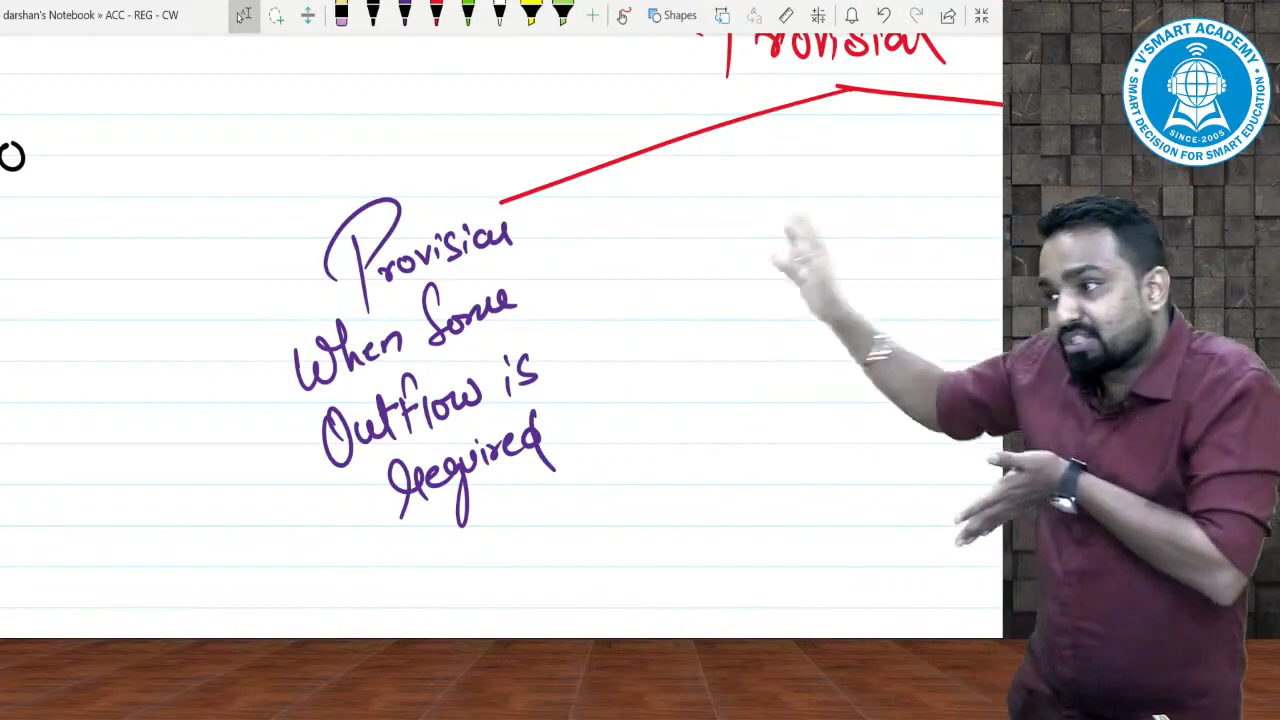 darshan's Notebook » ACC - REG - CW
Shapes
Provision
Provision
When Some
Outflow is
required
V'SMART ACADEMY
SMART DECISION FOR SMART EDUCATION
SINCE-2005